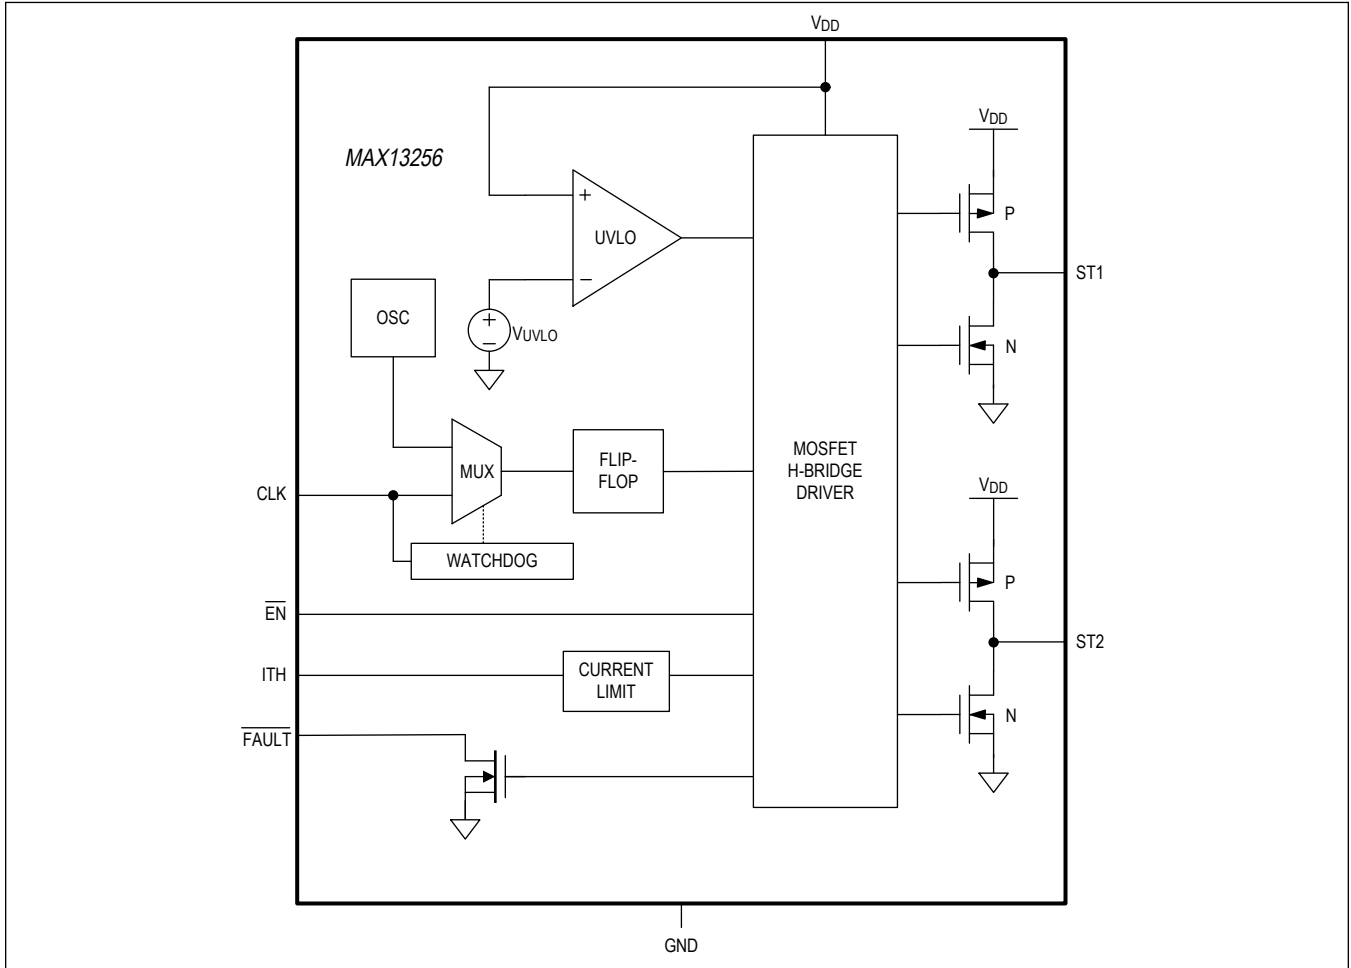 VDD
MAX13256
VDD
+
UVLO
−
P
ST1
OSC
+
−
VUVLO
N
MUX
FLIP-
FLOP
MOSFET
H-BRIDGE
DRIVER
CLK
WATCHDOG
VDD
P
EN
ST2
ITH
CURRENT
LIMIT
N
FAULT
GND